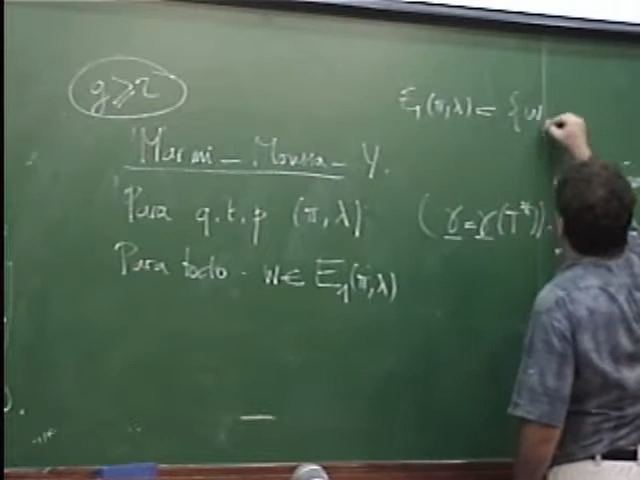 g ⩾ 2
E₁(π,λ) = { w
Marmi _ Moussa _ Y.
Para q.t.p (π,λ) ( γ = γ(T*)).
Para todo w ∈ E₁(π,λ)